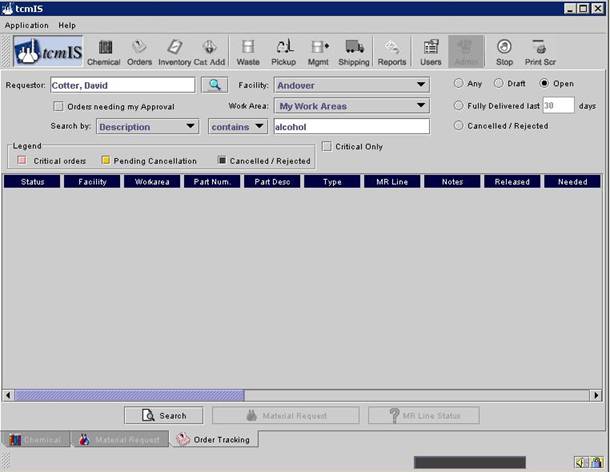 tcmIS
Application Help
tcmIS Chemical Orders Inventory Cat Add Waste Pickup Mgmt Shipping Reports Users Admin Stop Print Scr
Requestor: Cotter, David Facility: Andover Any Draft Open
Orders needing my Approval Work Area: My Work Areas Fully Delivered last 30 days
Search by: Description contains alcohol Cancelled / Rejected
Legend Critical Only
Critical orders Pending Cancellation Cancelled / Rejected
Status Facility Workarea Part Num. Part Desc Type MR Line Notes Released Needed
Search Material Request ? MR Line Status
Chemical Material Request Order Tracking